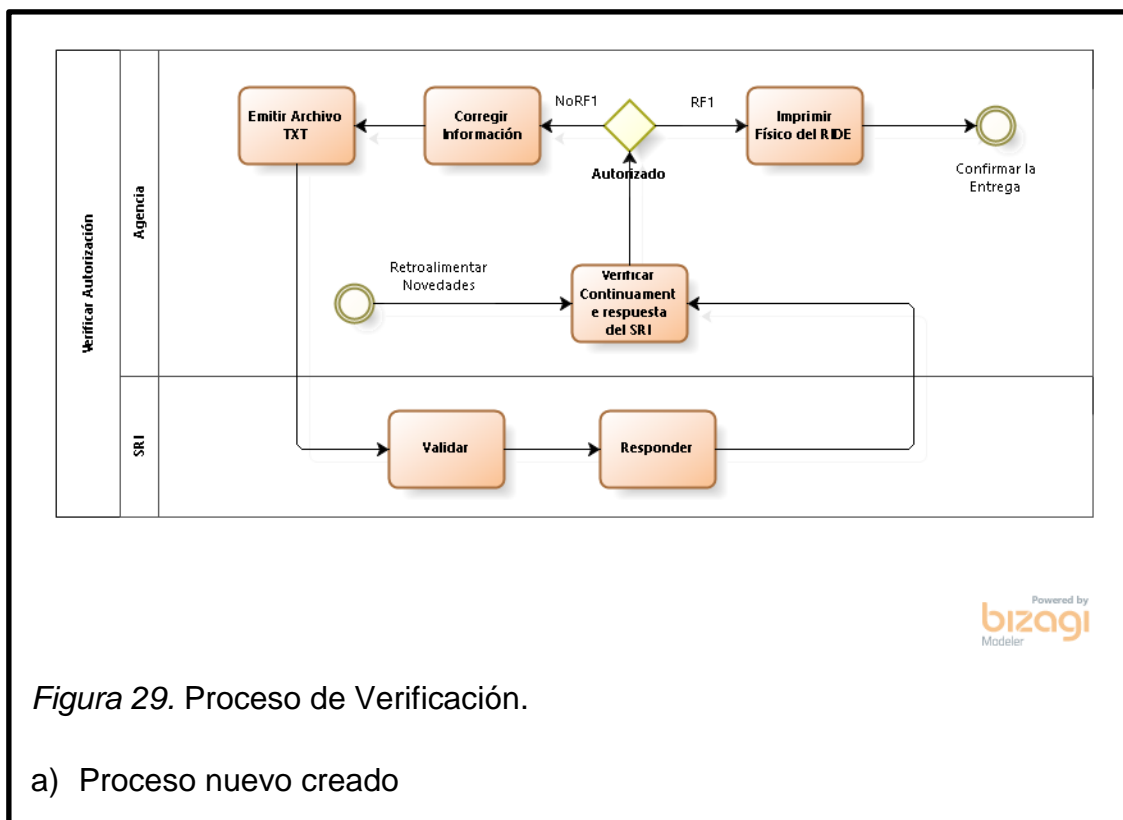 Verificar Autorización
Agencia
Emitir Archivo
TXT
Corregir
Información
NoRF1
Autorizado
RF1
Imprimir
Físico del RIDE
Confirmar la
Entrega
Retroalimentar
Novedades
Verificar
Continuament
e respuesta
del SRI
SRI
Validar
Responder
Powered by
bizagi
Modeler
Figura 29. Proceso de Verificación.
a) Proceso nuevo creado